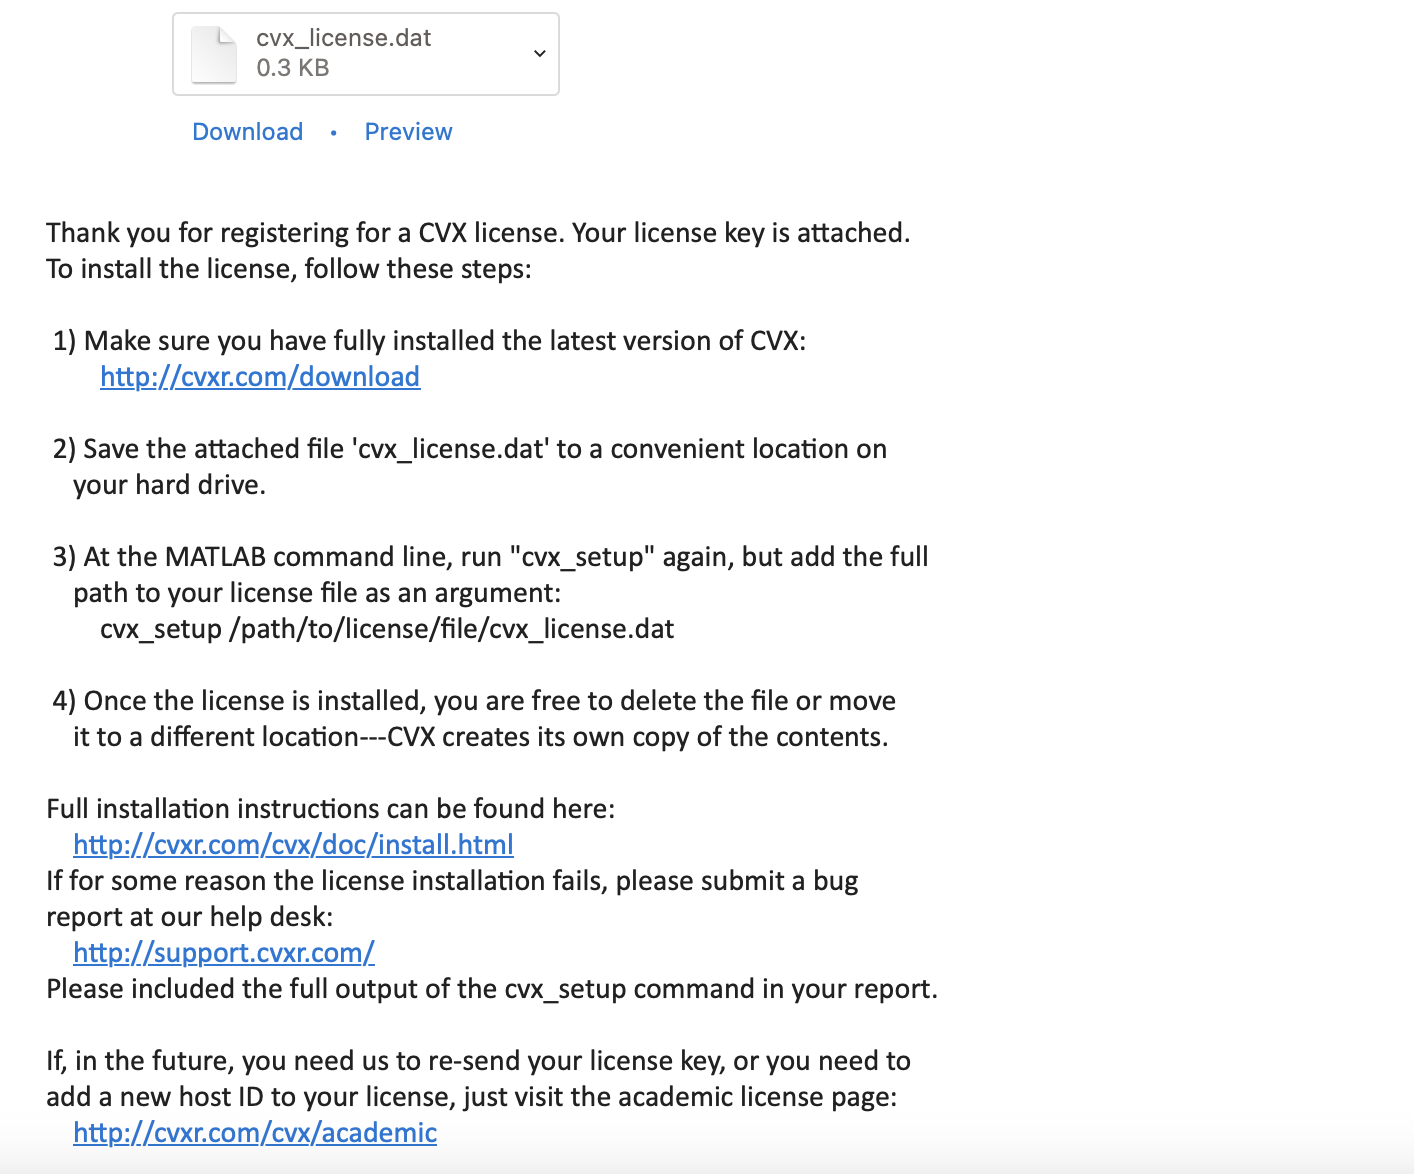 cvx_license.dat
0.3 KB
Download • Preview
Thank you for registering for a CVX license. Your license key is attached.
To install the license, follow these steps:
1) Make sure you have fully installed the latest version of CVX:
http://cvxr.com/download
2) Save the attached file 'cvx_license.dat' to a convenient location on
your hard drive.
3) At the MATLAB command line, run "cvx_setup" again, but add the full
path to your license file as an argument:
cvx_setup /path/to/license/file/cvx_license.dat
4) Once the license is installed, you are free to delete the file or move
it to a different location---CVX creates its own copy of the contents.
Full installation instructions can be found here:
http://cvxr.com/cvx/doc/install.html
If for some reason the license installation fails, please submit a bug
report at our help desk:
http://support.cvxr.com/
Please included the full output of the cvx_setup command in your report.
If, in the future, you need us to re-send your license key, or you need to
add a new host ID to your license, just visit the academic license page:
http://cvxr.com/cvx/academic